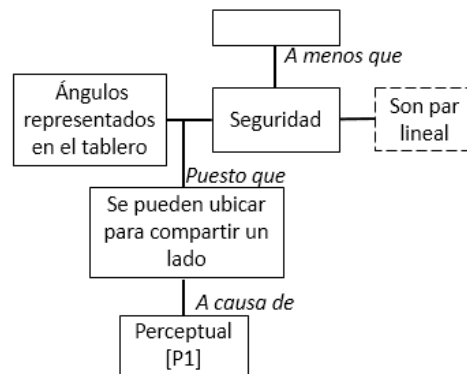 A menos que
Ángulos
representados
en el tablero
Seguridad
Son par
lineal
Puesto que
Se pueden ubicar
para compartir un
lado
A causa de
Perceptual
[P1]